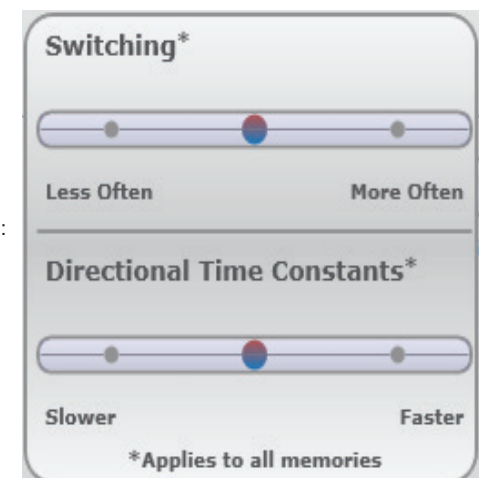 Switching*
Less Often More Often
:
Directional Time Constants*
Slower Faster
*Applies to all memories